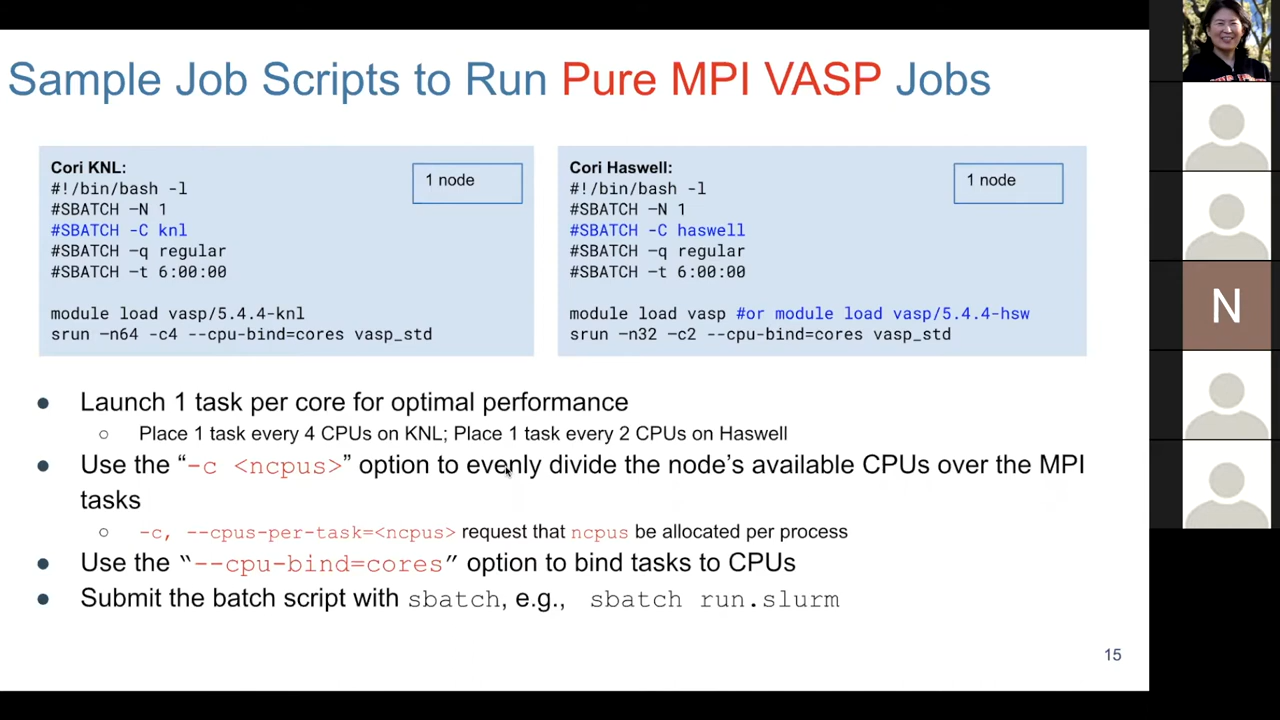 Sample Job Scripts to Run Pure MPI VASP Jobs
Cori KNL:
1 node
#!/bin/bash -l
#SBATCH –N 1
#SBATCH -C knl
#SBATCH –q regular
#SBATCH –t 6:00:00
module load vasp/5.4.4-knl
srun –n64 -c4 --cpu-bind=cores vasp_std
Cori Haswell:
1 node
#!/bin/bash -l
#SBATCH –N 1
#SBATCH -C haswell
#SBATCH –q regular
#SBATCH –t 6:00:00
module load vasp #or module load vasp/5.4.4-hsw
srun –n32 –c2 --cpu-bind=cores vasp_std
● Launch 1 task per core for optimal performance
○ Place 1 task every 4 CPUs on KNL; Place 1 task every 2 CPUs on Haswell
● Use the “-c <ncpus>” option to evenly divide the node’s available CPUs over the MPI
tasks
○ -c, --cpus-per-task=<ncpus> request that ncpus be allocated per process
● Use the “--cpu-bind=cores” option to bind tasks to CPUs
● Submit the batch script with sbatch, e.g., sbatch run.slurm
15
N